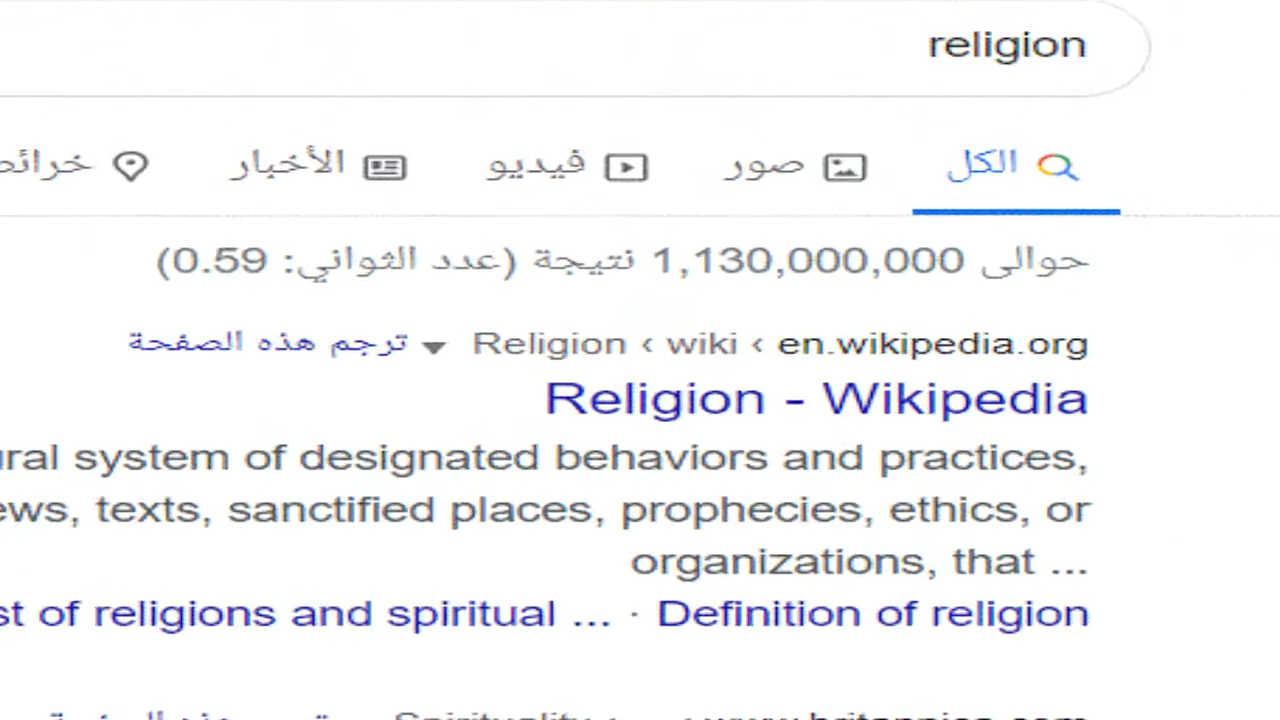 religion
الكل صور فيديو الأخبار
حوالى 1,130,000,000 نتيجة (عدد الثواني: 0.59)
en.wikipedia.org › wiki › Religion ترجم هذه الصفحة
Religion - Wikipedia
system of designated behaviors and practices,
texts, sanctified places, prophecies, ethics, or
organizations, that ...
of religions and spiritual ... · Definition of religion